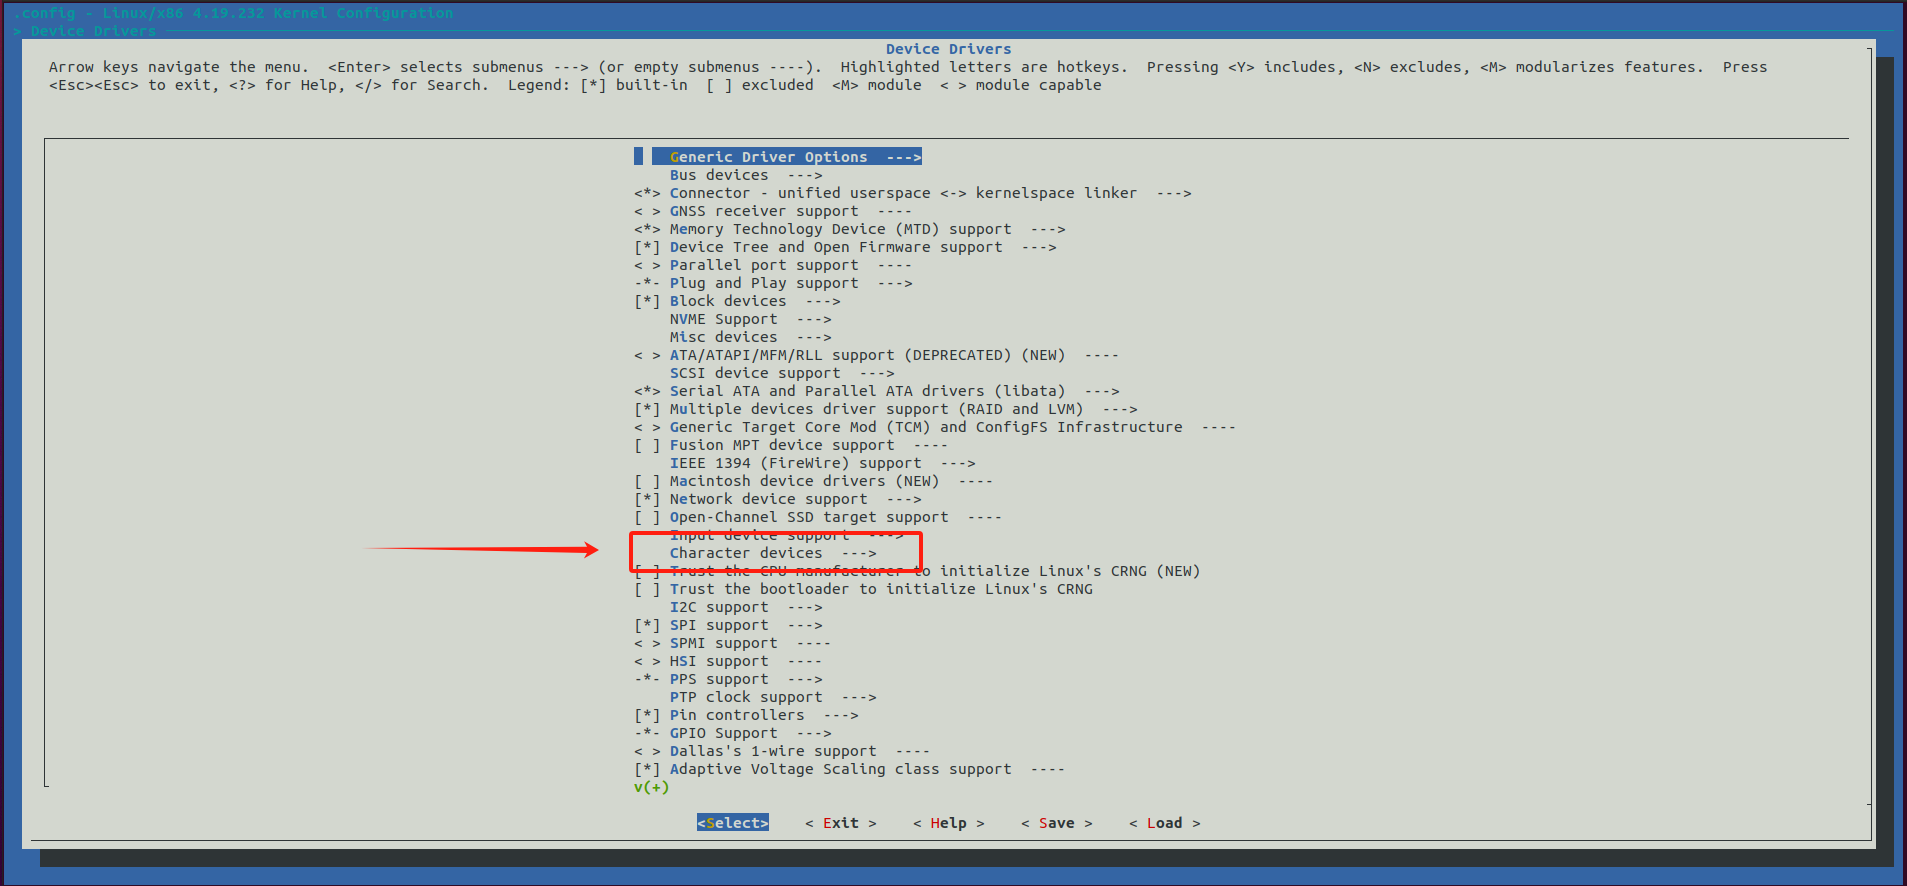 .config - Linux/x86 4.19.232 Kernel Configuration
> Device Drivers
Device Drivers
Arrow keys navigate the menu.  <Enter> selects submenus ---> (or empty submenus ----).  Highlighted letters are hotkeys.  Pressing <Y> includes, <N> excludes, <M> modularizes features.  Press
<Esc><Esc> to exit, <?> for Help, </> for Search.  Legend: [*] built-in  [ ] excluded  <M> module  < > module capable
Generic Driver Options  --->
Bus devices  --->
<*> Connector - unified userspace <-> kernelspace linker  --->
< > GNSS receiver support  ----
<*> Memory Technology Device (MTD) support  --->
[*] Device Tree and Open Firmware support  --->
< > Parallel port support  ----
-*- Plug and Play support  --->
[*] Block devices  --->
NVME Support  --->
Misc devices  --->
< > ATA/ATAPI/MFM/RLL support (DEPRECATED) (NEW)  ----
SCSI device support  --->
<*> Serial ATA and Parallel ATA drivers (libata)  --->
[*] Multiple devices driver support (RAID and LVM)  --->
< > Generic Target Core Mod (TCM) and ConfigFS Infrastructure  ----
[ ] Fusion MPT device support  ----
IEEE 1394 (FireWire) support  --->
[ ] Macintosh device drivers (NEW)  ----
[*] Network device support  --->
[ ] Open-Channel SSD target support  ----
Input device support  --->
Character devices  --->
[ ] Trust the CPU manufacturer to initialize Linux's CRNG (NEW)
[ ] Trust the bootloader to initialize Linux's CRNG
I2C support  --->
[*] SPI support  --->
< > SPMI support  ----
< > HSI support  ----
-*- PPS support  --->
PTP clock support  --->
[*] Pin controllers  --->
-*- GPIO Support  --->
< > Dallas's 1-wire support  ----
[*] Adaptive Voltage Scaling class support  ----
v(+)
<Select>    < Exit >    < Help >    < Save >    < Load >